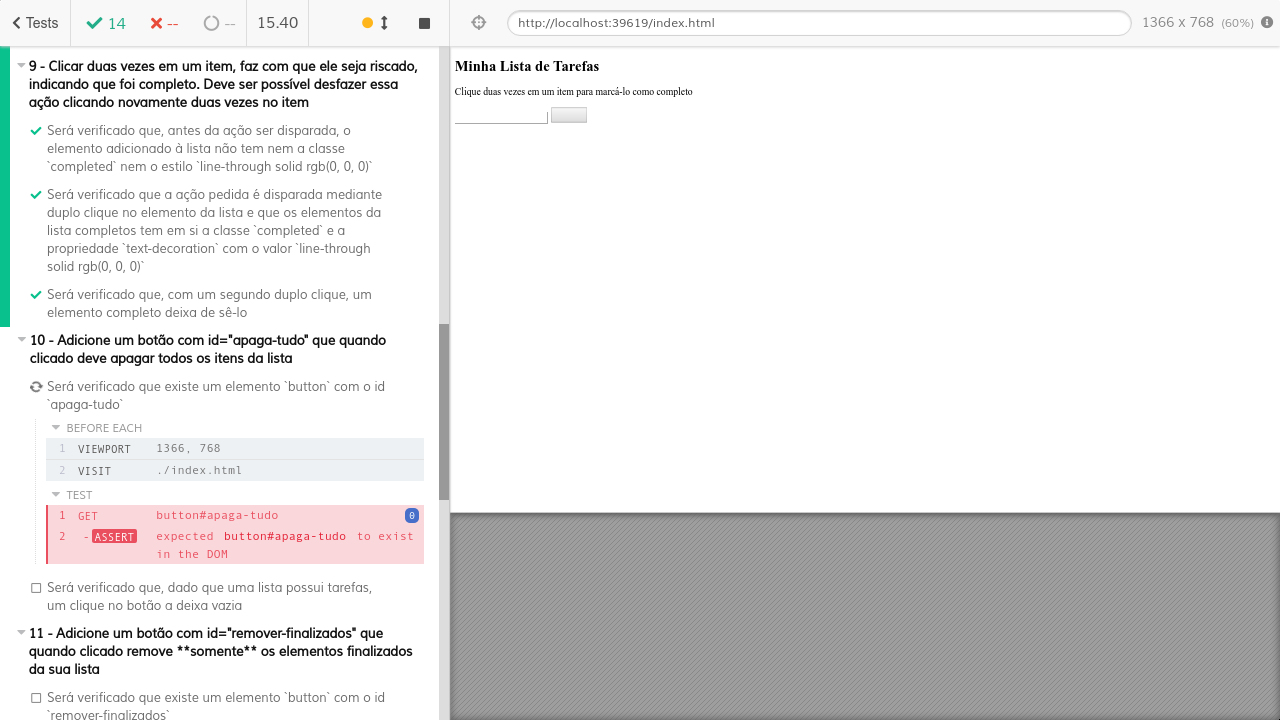 Tests
14
--
--
15.40
http://localhost:39619/index.html
1366 x 768 (60%)
9 - Clicar duas vezes em um item, faz com que ele seja riscado,
indicando que foi completo. Deve ser possível desfazer essa
ação clicando novamente duas vezes no item
Será verificado que, antes da ação ser disparada, o
elemento adicionado à lista não tem nem a classe
`completed` nem o estilo `line-through solid rgb(0, 0, 0)`
Será verificado que a ação pedida é disparada mediante
duplo clique no elemento da lista e que os elementos da
lista completos tem em si a classe `completed` e a
propriedade `text-decoration` com o valor `line-through
solid rgb(0, 0, 0)`
Será verificado que, com um segundo duplo clique, um
elemento completo deixa de sê-lo
10 - Adicione um botão com id="apaga-tudo" que quando
clicado deve apagar todos os itens da lista
Será verificado que existe um elemento `button` com o id
`apaga-tudo`
BEFORE EACH
1 VIEWPORT 1366, 768
2 VISIT ./index.html
TEST
1 GET button#apaga-tudo 0
2 -ASSERT expected button#apaga-tudo to exist
in the DOM
Será verificado que, dado que uma lista possui tarefas,
um clique no botão a deixa vazia
11 - Adicione um botão com id="remover-finalizados" que
quando clicado remove **somente** os elementos finalizados
da sua lista
Será verificado que existe um elemento `button` com o id
`remover-finalizados`
Minha Lista de Tarefas
Clique duas vezes em um item para marcá-lo como completo